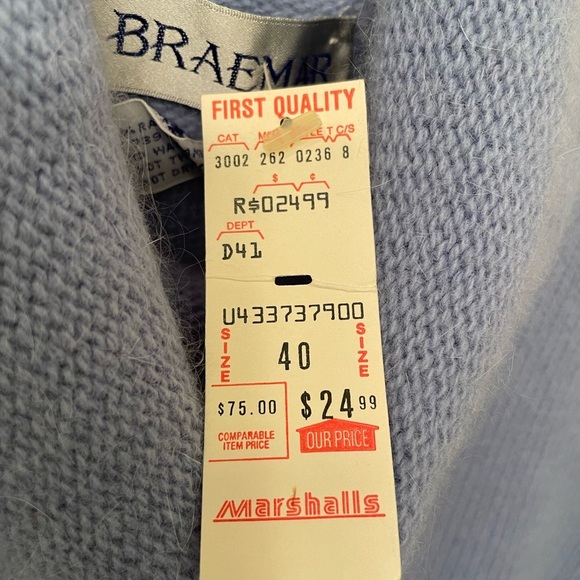 BRAEMAR
FIRST QUALITY
CAT
T C/S
3002 262 0236 8
$ ¢
R$02499
DEPT
D41
U433737900
SIZE 40 SIZE
$75.00 $24.99
COMPARABLE
ITEM PRICE
OUR PRICE
Marshalls